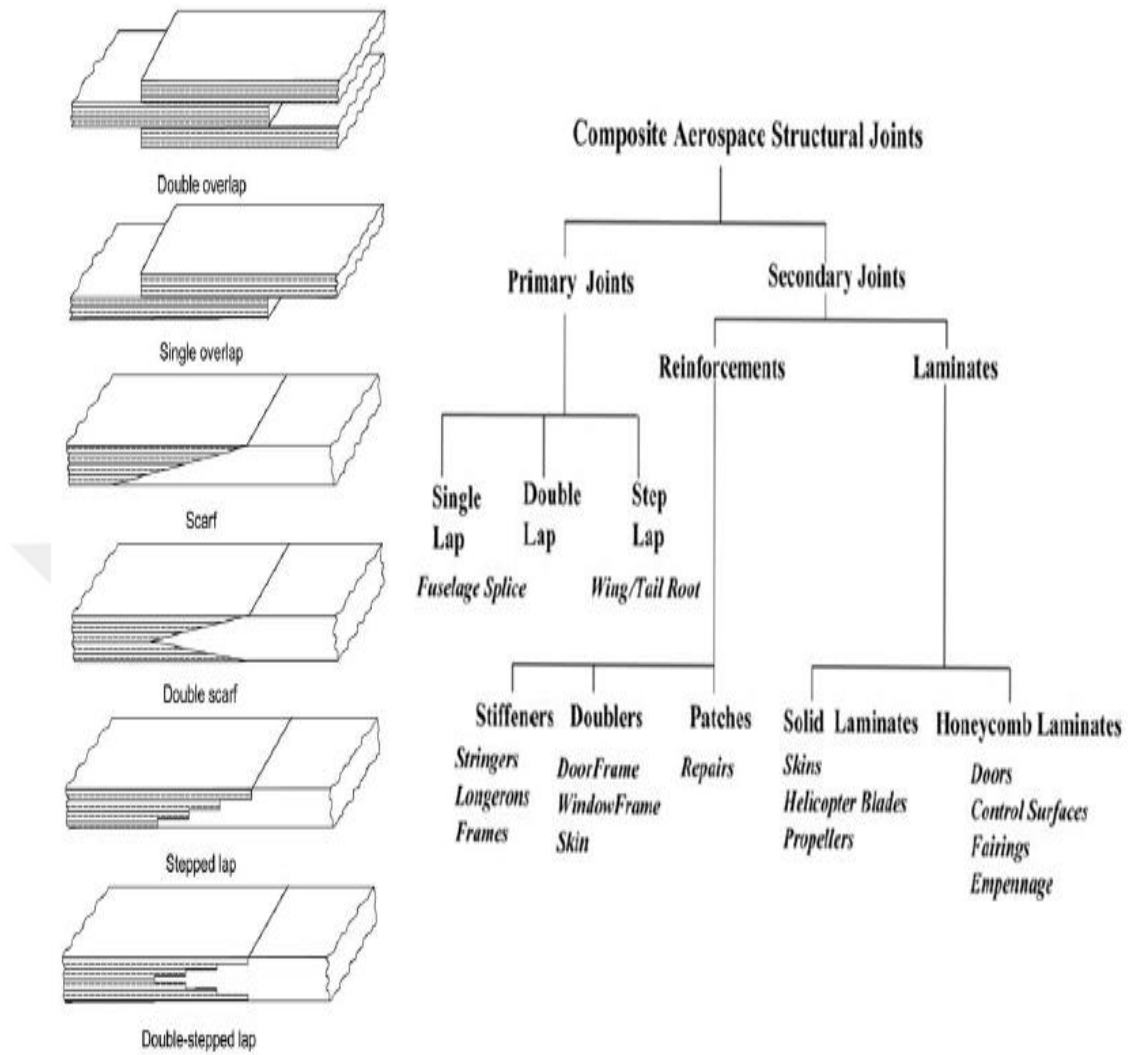 Double overlap
Single overlap
Scarf
Double scarf
Stepped lap
Double-stepped lap
Composite Aerospace Structural Joints
Primary Joints
Secondary Joints
Reinforcements
Laminates
Single
Lap
Fuselage Splice
Double
Lap
Step
Lap
Wing/Tail Root
Stiffeners
Stringers
Longerons
Frames
Doublers
DoorFrame
WindowFrame
Skin
Patches
Repairs
Solid Laminates
Skins
Helicopter Blades
Propellers
Honeycomb Laminates
Doors
Control Surfaces
Fairings
Empennage